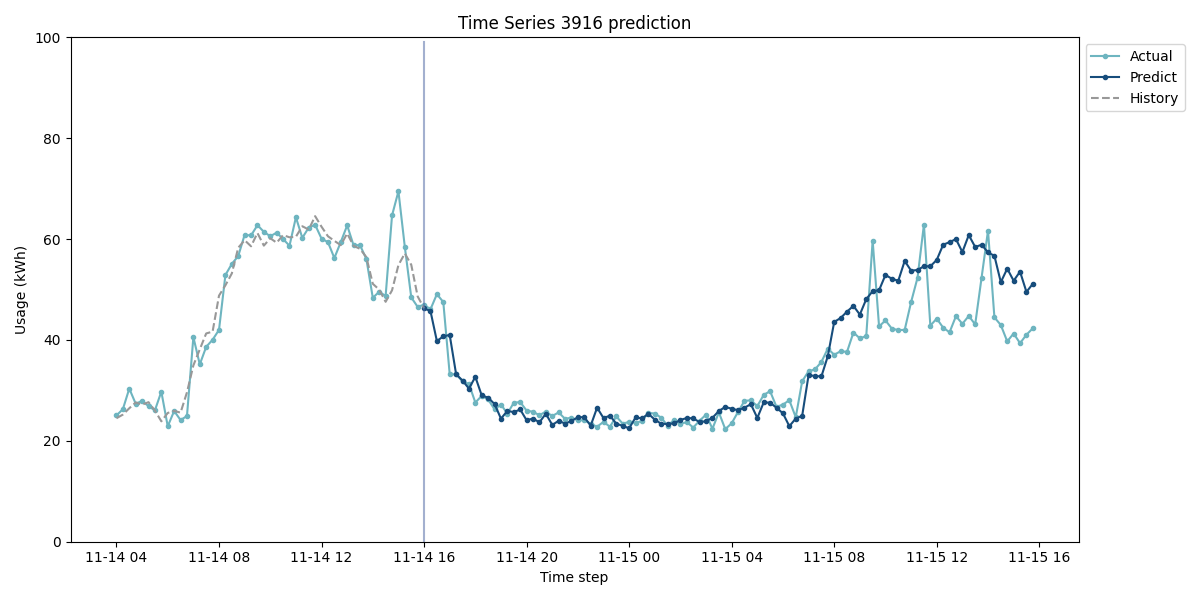 Time Series 3916 prediction
Usage (kWh)
100
80
60
40
20
0
11-14 04
11-14 08
11-14 12
11-14 16
11-14 20
11-15 00
11-15 04
11-15 08
11-15 12
11-15 16
Time step
Actual
Predict
History